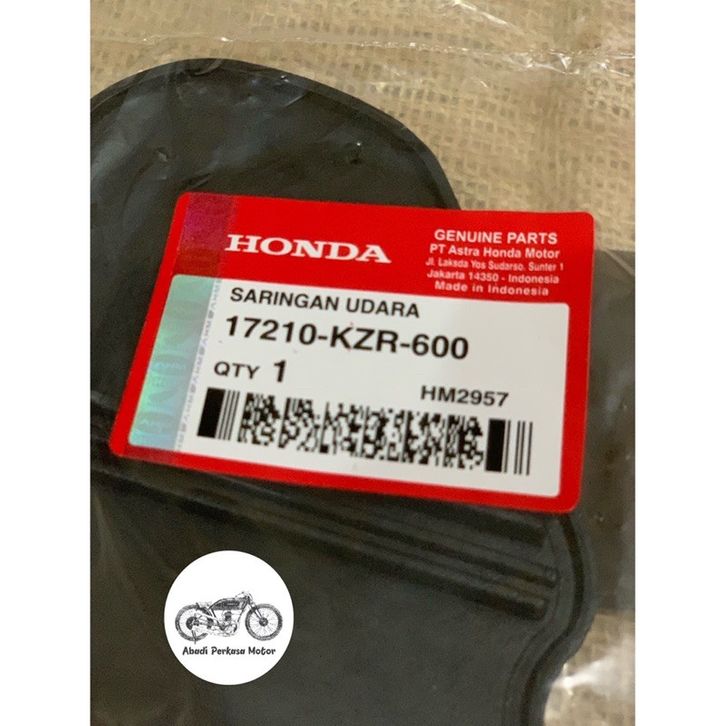 HONDA
GENUINE PARTS
PT Astra Honda Motor
Jl. Laksda Yos Sudarso. Sunter 1
Jakarta 14350 - Indonesia
Made in Indonesia
SARINGAN UDARA
17210-KZR-600
QTY 1
HM2957
Abadi Perkasa Motor